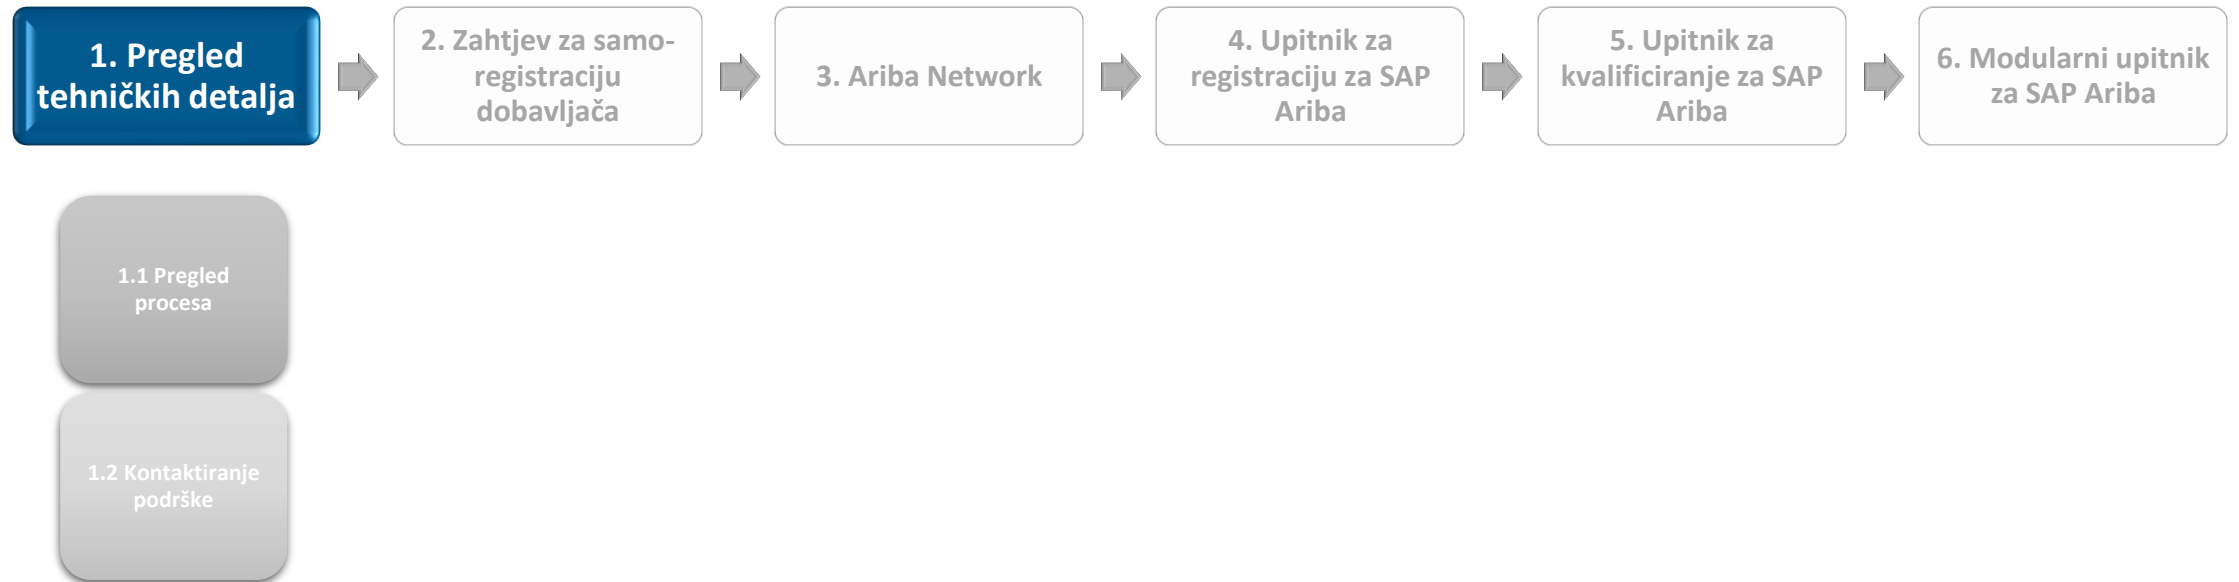 1. Pregled
tehničkih detalja
2. Zahtjev za samo-
registraciju
dobavljača
3. Ariba Network
4. Upitnik za
registraciju za SAP
Ariba
5. Upitnik za
kvalificiranje za SAP
Ariba
6. Modularni upitnik
za SAP Ariba
1.1 Pregled
procesa
1.2 Kontaktiranje
podrške